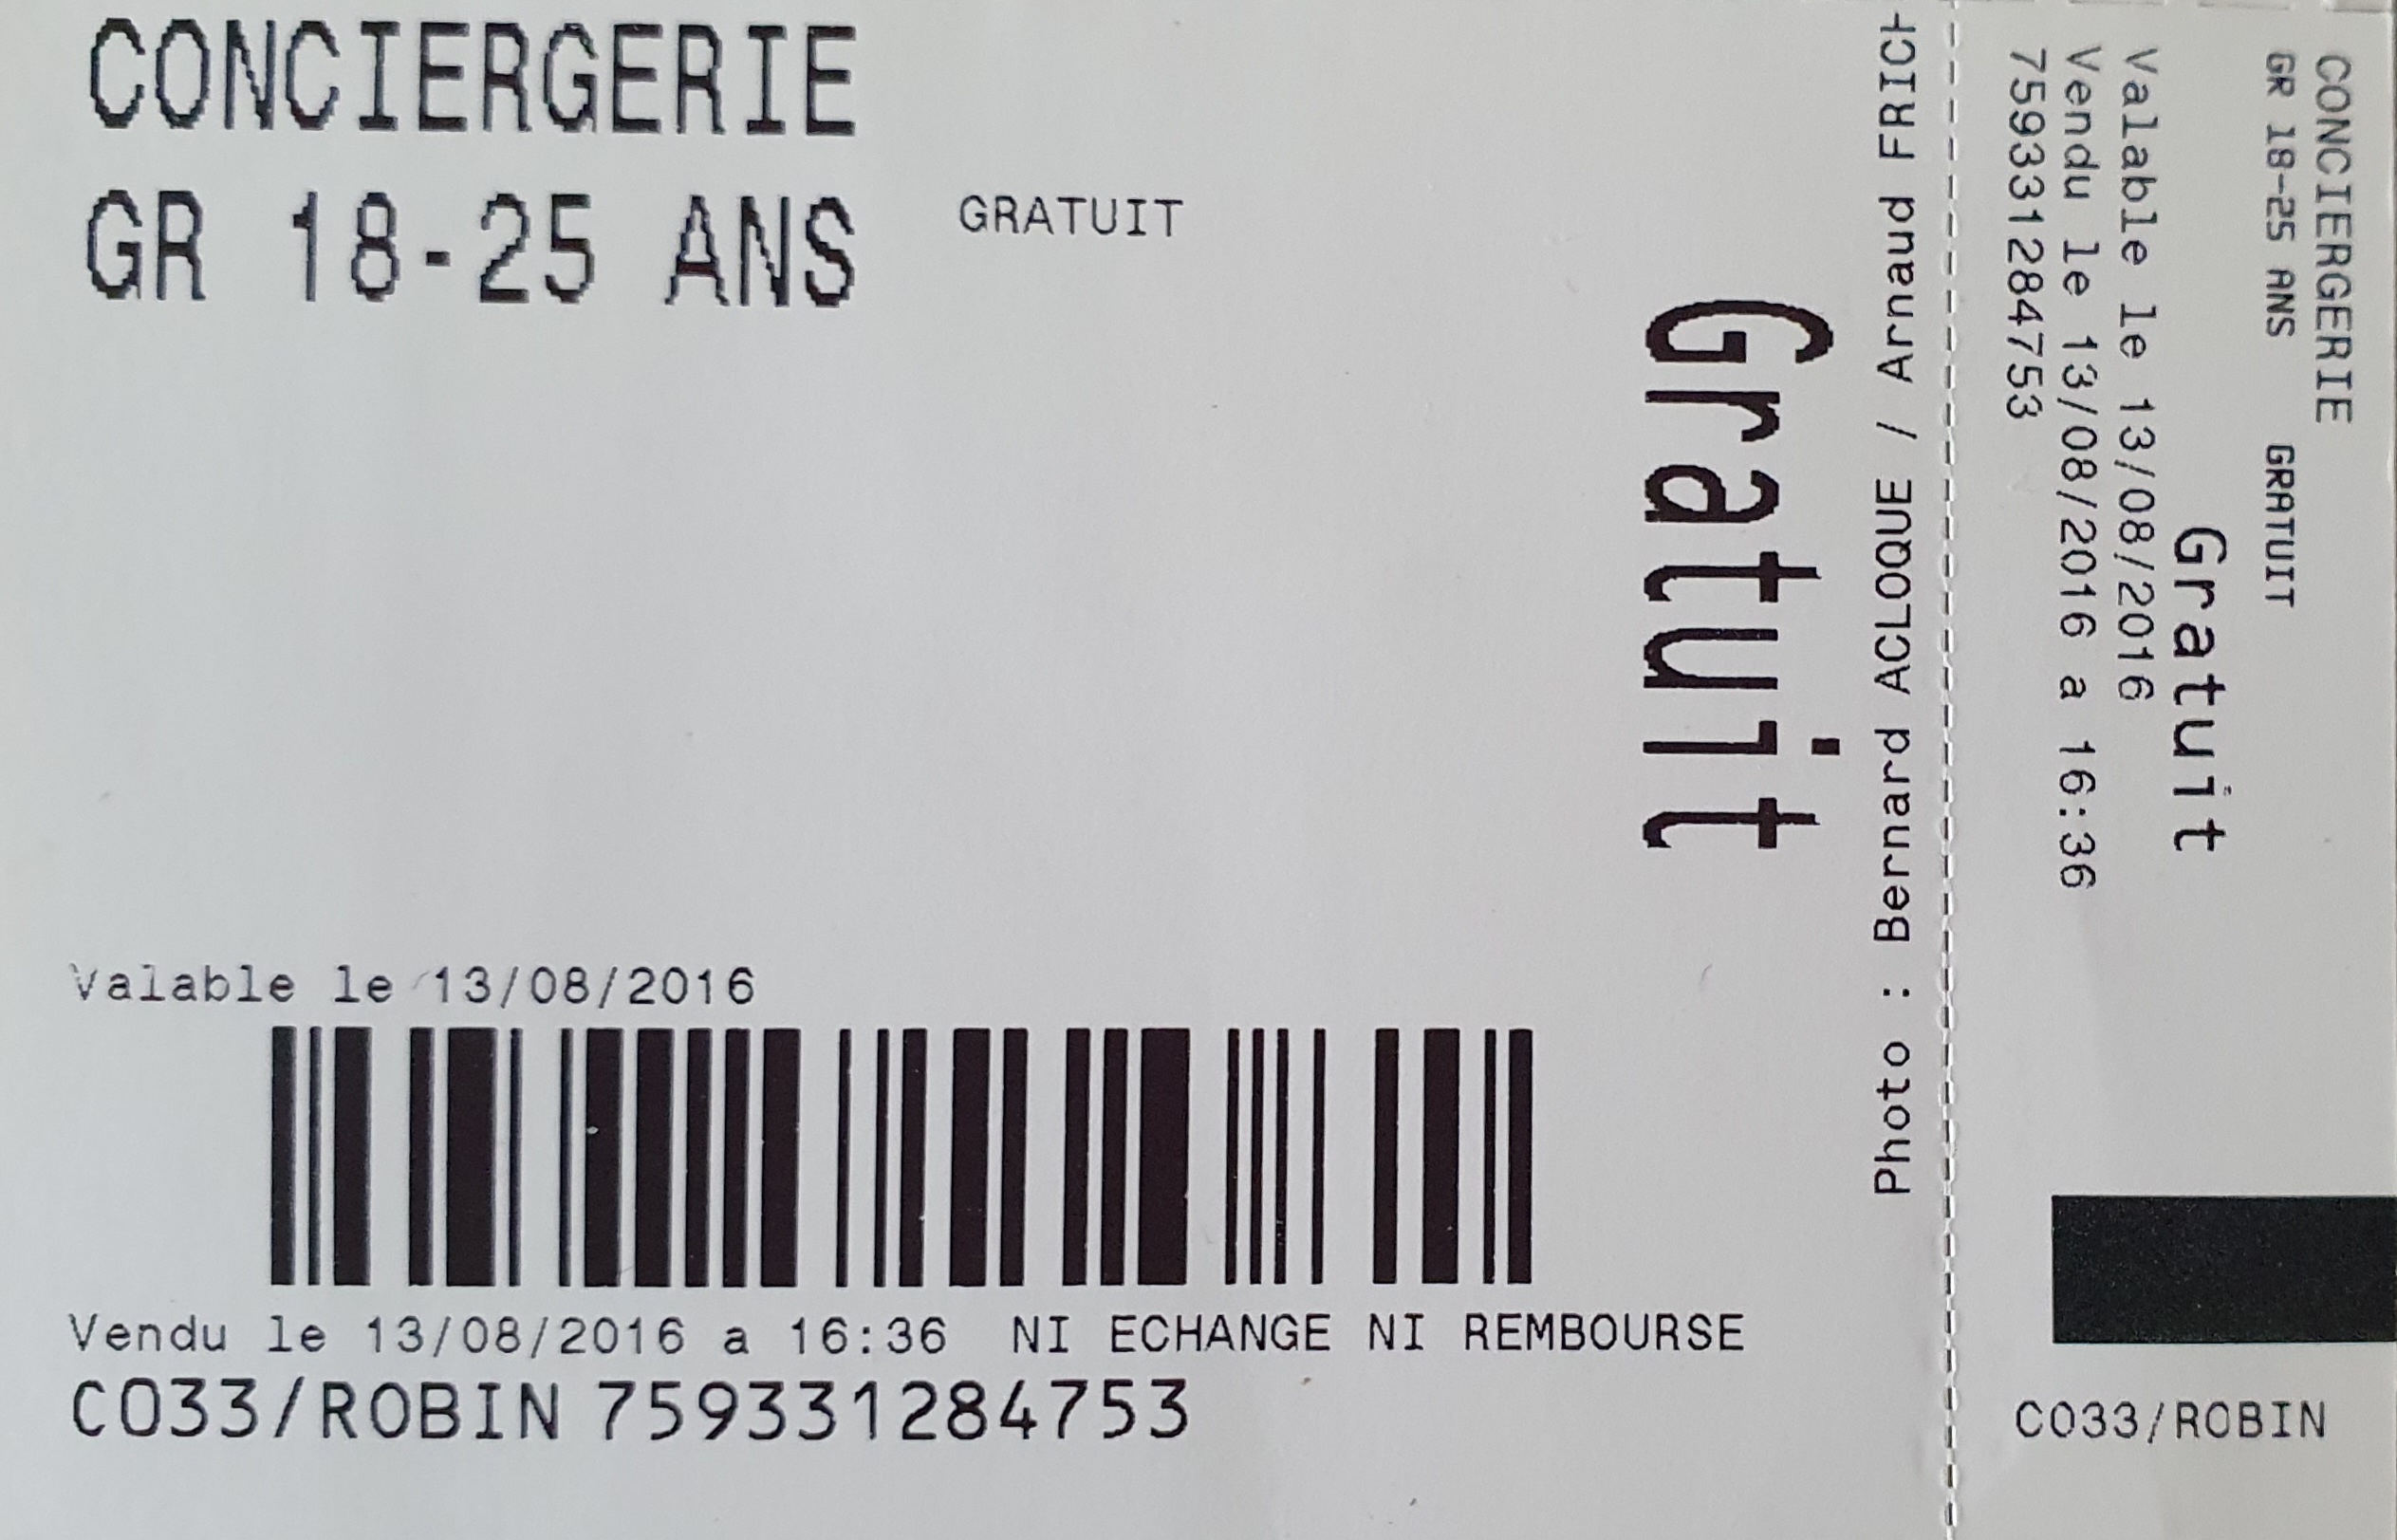 CONCIERGERIE
GR 18-25 ANS GRATUIT
Gratuit
Valable le 13/08/2016
Vendu le 13/08/2016 a 16:36 NI ECHANGE NI REMBOURSE
CO33/ROBIN 759331284753
Photo : Bernard ACLOQUE / Arnaud FRICH
CONCIERGERIE
GR 18-25 ANS GRATUIT
Gratuit
Valable le 13/08/2016
Vendu le 13/08/2016 a 16:36
759331284753
CO33/ROBIN